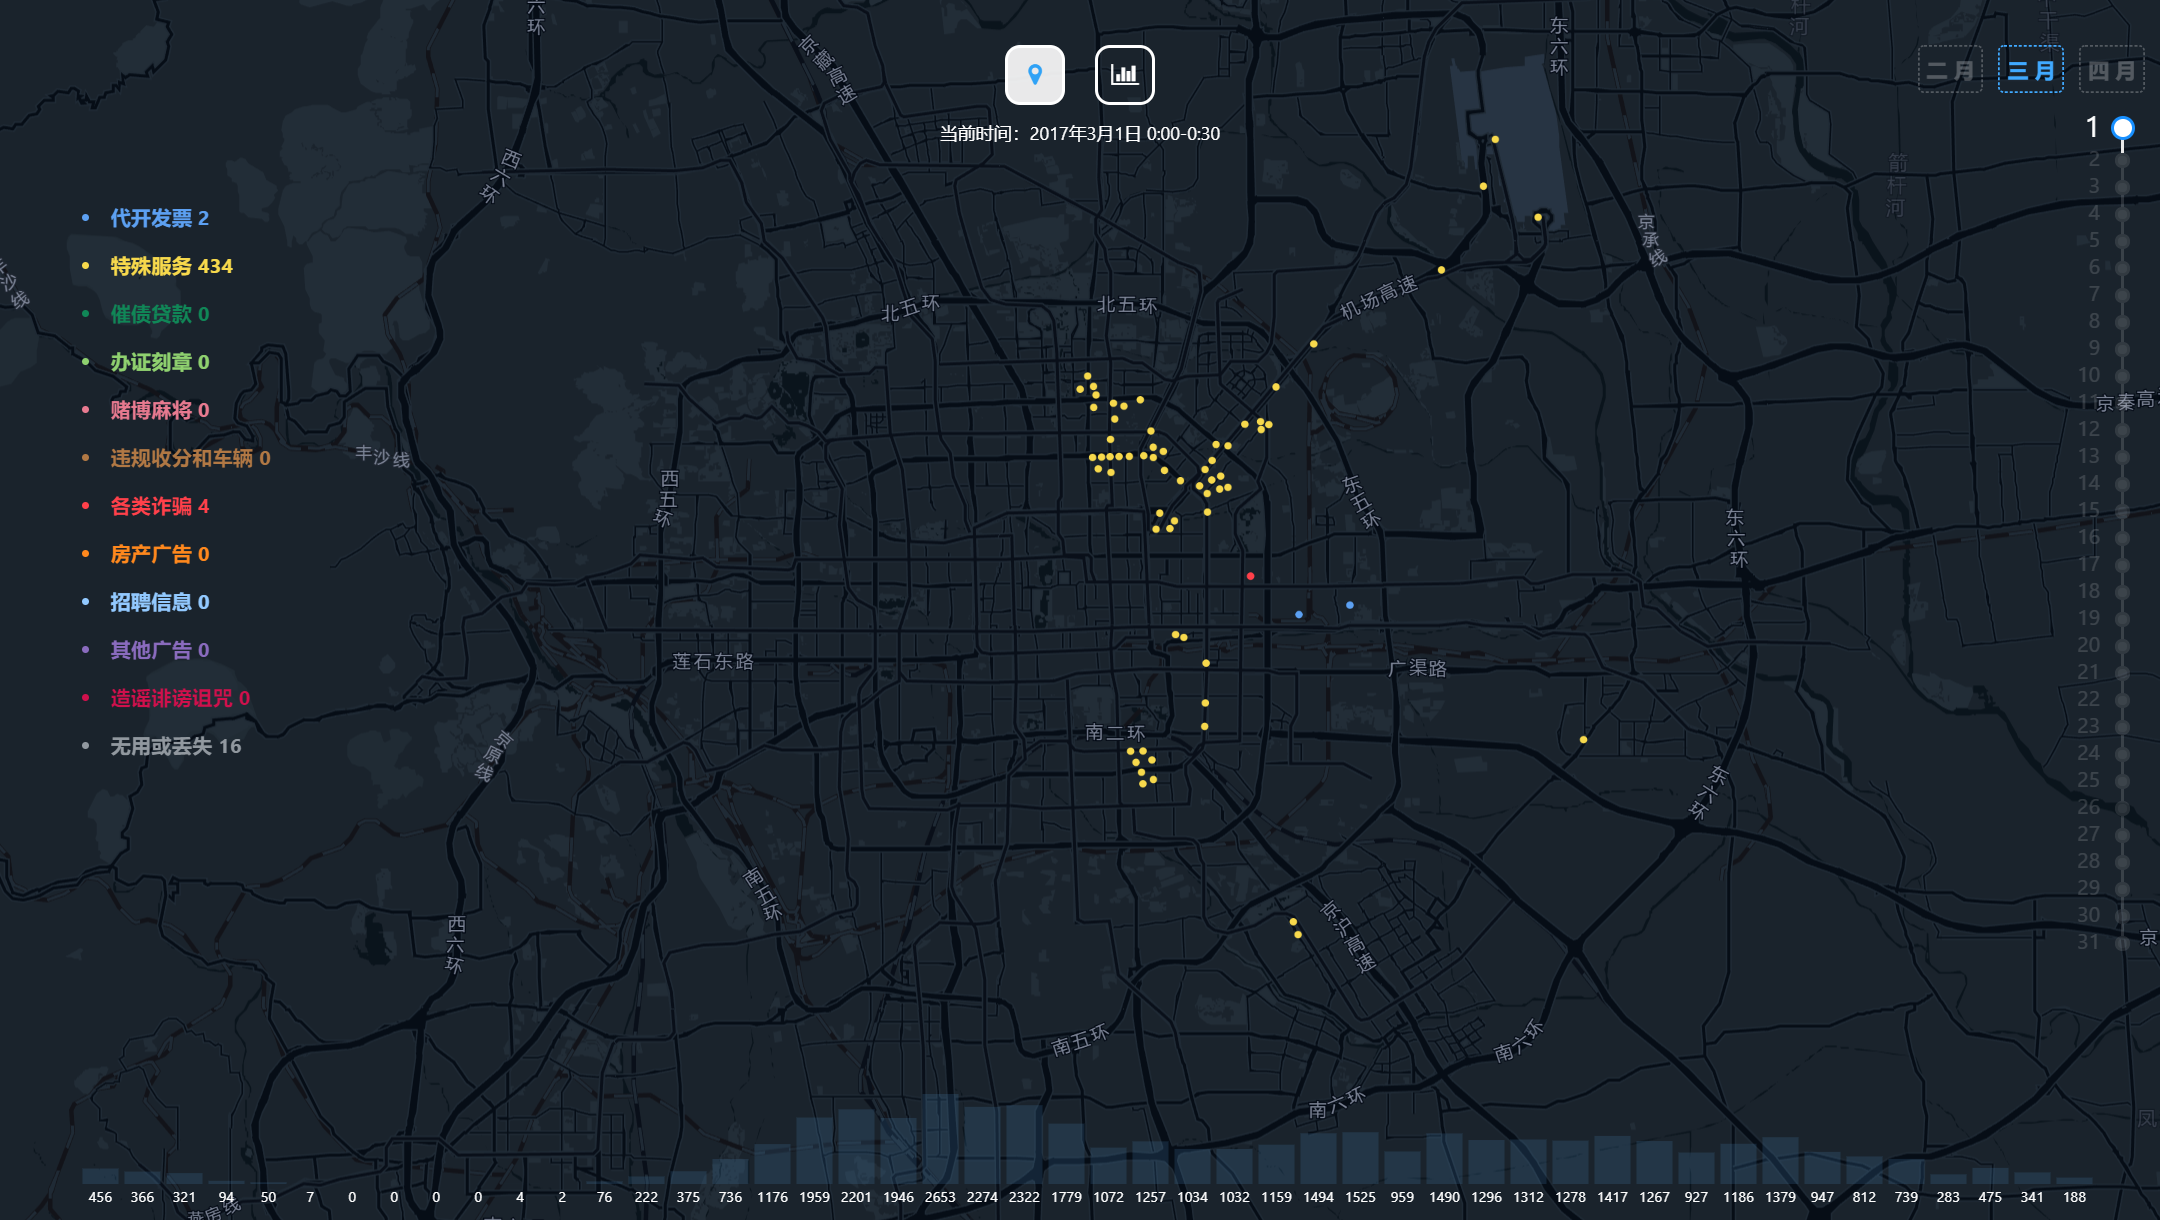 二月 三月 四月
当前时间：2017年3月1日 0:00-0:30
代开发票 2
特殊服务 434
催债贷款 0
办证刻章 0
赌博麻将 0
违规收分和车辆 0
各类诈骗 4
房产广告 0
招聘信息 0
其他广告 0
造谣诽谤诅咒 0
无用或丢失 16
1
2
3
4
5
6
7
8
9
10
11
12
13
14
15
16
17
18
19
20
21
22
23
24
25
26
27
28
29
30
31
六环
京藏高速
东六环
西六环
箭杆河
京承线
机场高速
北五环
北五环
丰沙线
丰沙线
京秦高
西五环
东五环
东六环
莲石东路
广渠路
南二环
京原线
东六环
南五环
西六环
京沪高速
京
南五环
南六环
南六环
凤
燕房线
456 366 321 94 50 7 0 0 0 0 4 2 76 222 375 736 1176 1959 2201 1946 2653 2274 2322 1779 1072 1257 1034 1032 1159 1494 1525 959 1490 1296 1312 1278 1417 1267 927 1186 1379 947 812 739 283 475 341 188